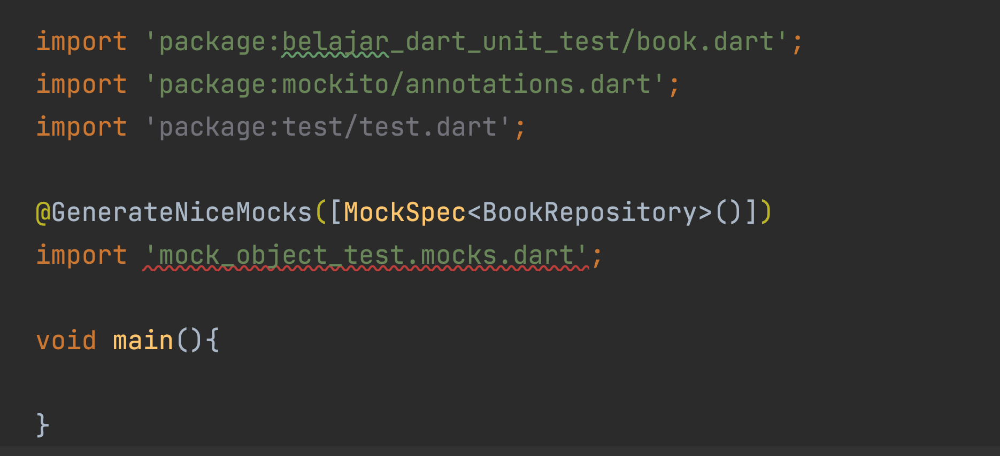 import 'package:belajar_dart_unit_test/book.dart';
import 'package:mockito/annotations.dart';
import 'package:test/test.dart';
@GenerateNiceMocks([MockSpec<BookRepository>()])
import 'mock_object_test.mocks.dart';
void main(){
}